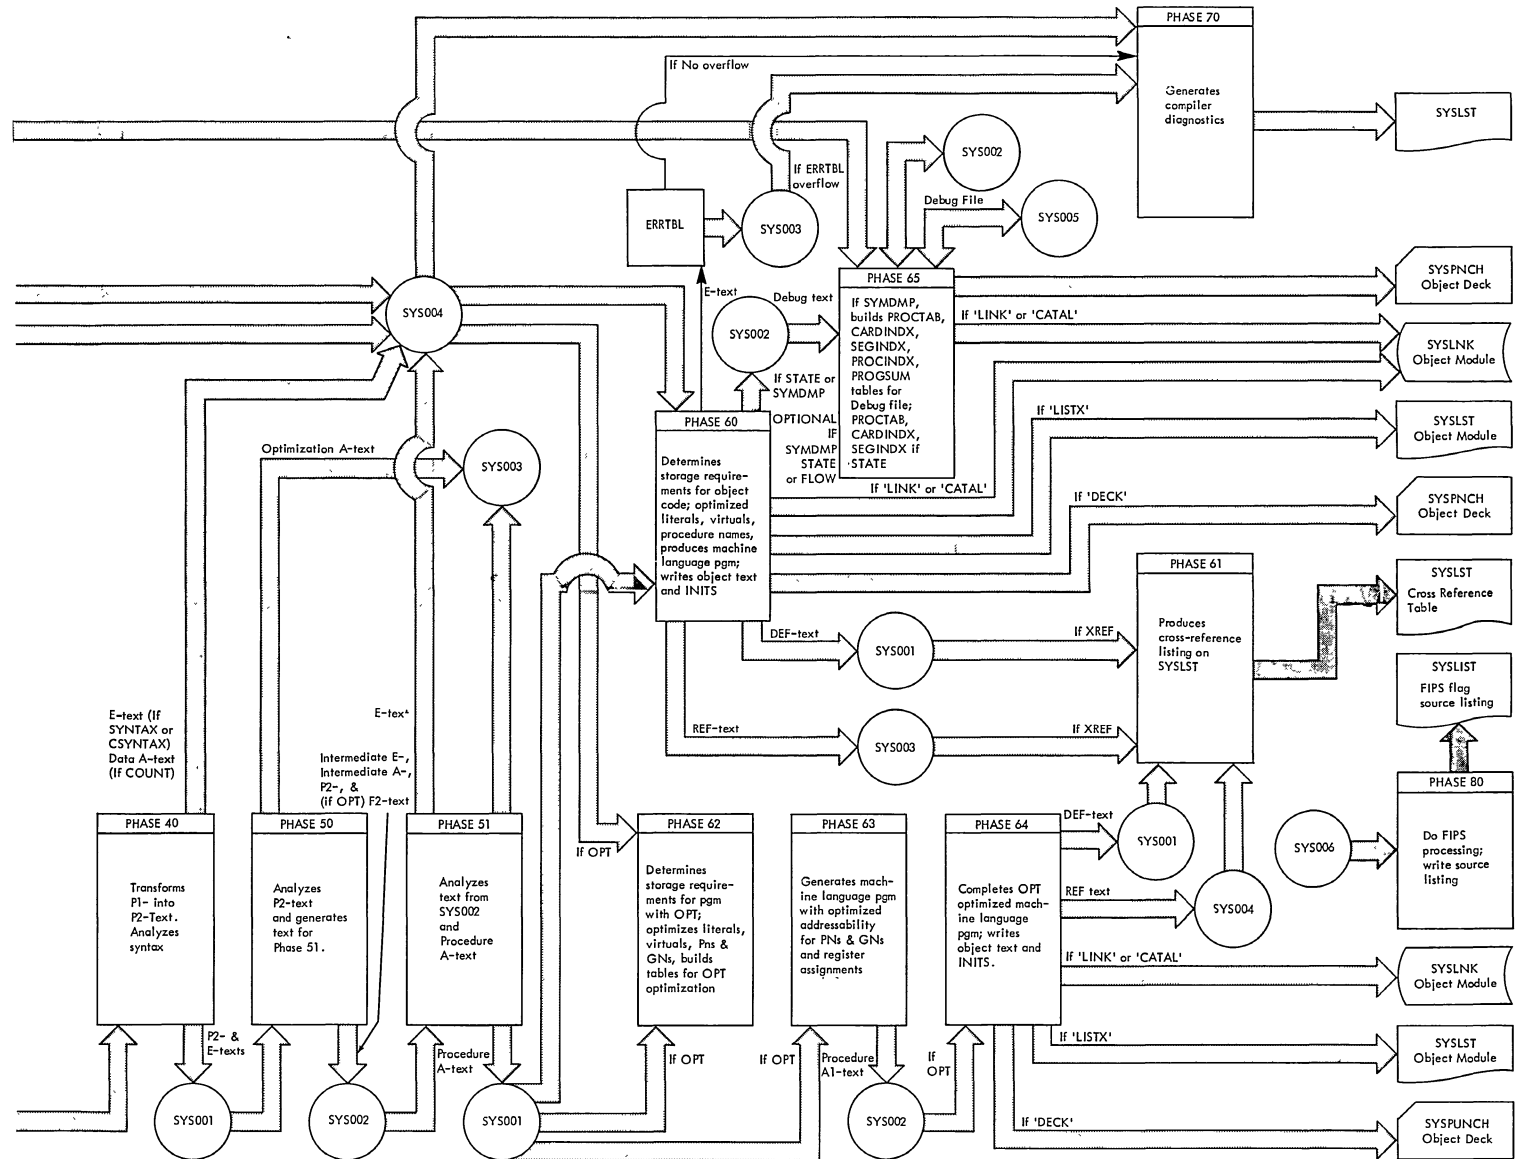 PHASE 70
Generates
compiler
diagnostics
If No overflow
SYSLST
If ERRTBL
overflow
SYS002
Debug File
SYS005
ERRTBL
SYS003
E-text
SYS004
SYS002
Debug text
If STATE or
SYMDMP
OPTIONAL
IF
SYMDMP
STATE
or FLOW
PHASE 65
If SYMDMP,
builds PROCTAB,
CARDINDX,
SEGINDX,
PROCINDX,
PROGSUM
tables for
Debug file;
PROCTAB,
CARDINDX,
SEGINDX if
STATE
SYSPNCH
Object Deck
If 'LINK' or 'CATAL'
SYSLNK
Object Module
If 'LISTX'
SYSLST
Object Module
If 'LINK' or 'CATAL'
If 'DECK'
SYSPNCH
Object Deck
Optimization A-text
SYS003
PHASE 60
Determines
storage require-
ments for object
code; optimized
literals, virtuals,
procedure names,
produces machine
language pgm;
writes object text
and INITS
PHASE 61
Produces
cross-reference
listing on
SYSLST
SYSLST
Cross Reference
Table
DEF-text
SYS001
If XREF
REF-text
SYS003
If XREF
SYSLIST
FIPS flag
source listing
E-text (If
SYNTAX or
CSYNTAX)
Data A-text
(If COUNT)
E-text
Intermediate E-,
Intermediate A-,
P2-, &
(if OPT) F2-text
PHASE 40
Transforms
P1- into
P2-Text.
Analyzes
syntax
PHASE 50
Analyzes
P2-text
and generates
text for
Phase 51.
PHASE 51
Analyzes
text from
SYS002
and
Procedure
A-text
If OPT
PHASE 62
Determines
storage require-
ments for pgm
with OPT;
optimizes literals,
virtuals, Pns &
GNs, builds
tables for OPT
optimization
PHASE 63
Generates mach-
ine language pgm
with optimized
addressability
for PNs & GNs
and register
assignments
PHASE 64
Completes OPT
optimized mach-
ine language
pgm; writes
object text and
INITS.
DEF-text
SYS001
REF text
SYS004
SYS006
PHASE 80
Do FIPS
processing;
write source
listing
If 'LINK' or 'CATAL'
SYSLNK
Object Module
If 'LISTX'
SYSLST
Object Module
If 'DECK'
SYSPUNCH
Object Deck
P2- &
E-texts
SYS001
SYS002
Procedure
A-text
SYS001
If OPT
If OPT
Procedure
A1-text
SYS002
If
OPT